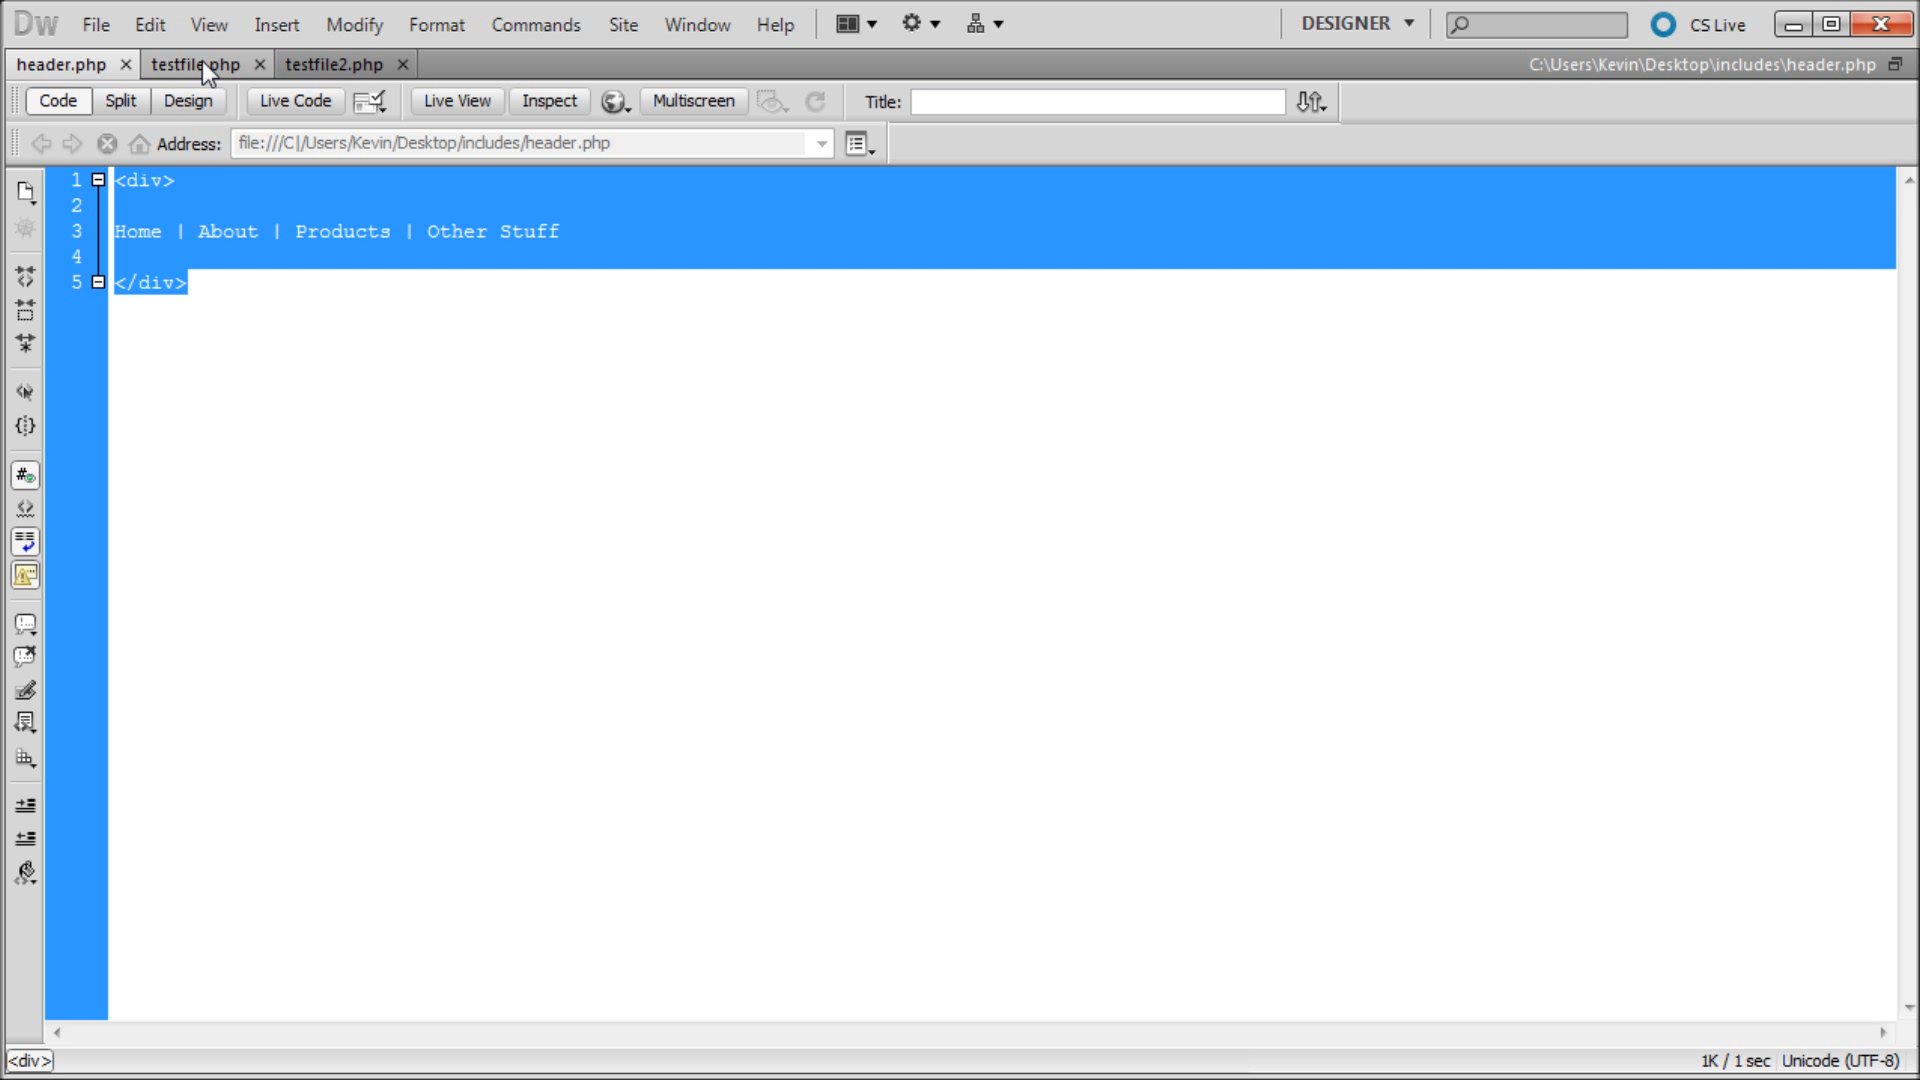 Dw File Edit View Insert Modify Format Commands Site Window Help DESIGNER CS Live
header.php testfile.php testfile2.php C:\Users\Kevin\Desktop\includes\header.php
Code Split Design Live Code Live View Inspect Multiscreen Title:
Address: file:///C|/Users/Kevin/Desktop/includes/header.php
1 <div>
2
3 Home | About | Products | Other Stuff
4
5 </div>
<div> 1K / 1 sec Unicode (UTF-8)